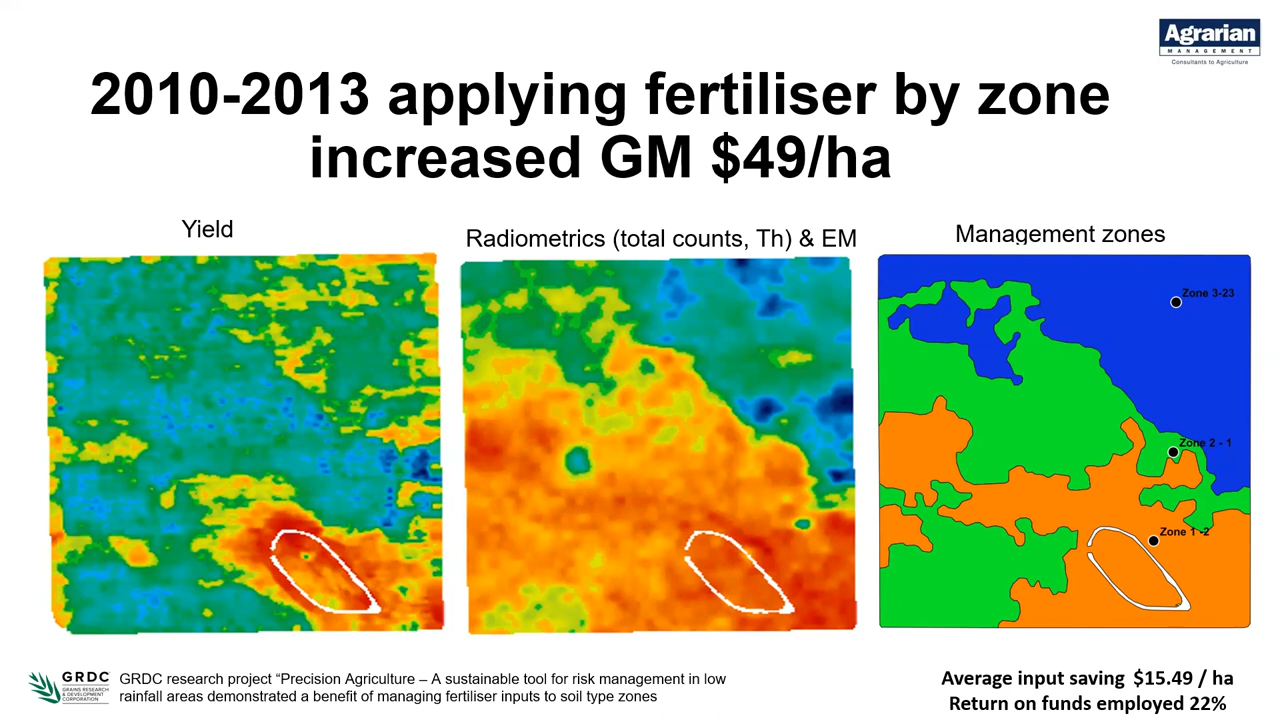 Agrarian
MANAGEMENT
Consultants to Agriculture
2010-2013 applying fertiliser by zone
increased GM $49/ha
Yield
Radiometrics (total counts, Th) & EM
Management zones
Zone 3-23
Zone 2 - 1
Zone 1 -2
GRDC
GRAINS RESEARCH
& DEVELOPMENT
CORPORATION
GRDC research project “Precision Agriculture – A sustainable tool for risk management in low
rainfall areas demonstrated a benefit of managing fertiliser inputs to soil type zones
Average input saving $15.49 / ha
Return on funds employed 22%